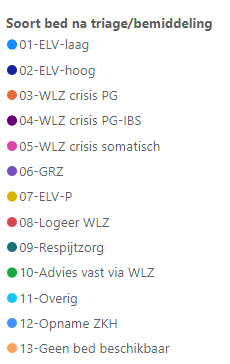 Soort bed na triage/bemiddeling
01-ELV-laag
02-ELV-hoog
03-WLZ crisis PG
04-WLZ crisis PG-IBS
05-WLZ crisis somatisch
06-GRZ
07-ELV-P
08-Logeer WLZ
09-Respijtzorg
10-Advies vast via WLZ
11-Overig
12-Opname ZKH
13-Geen bed beschikbaar